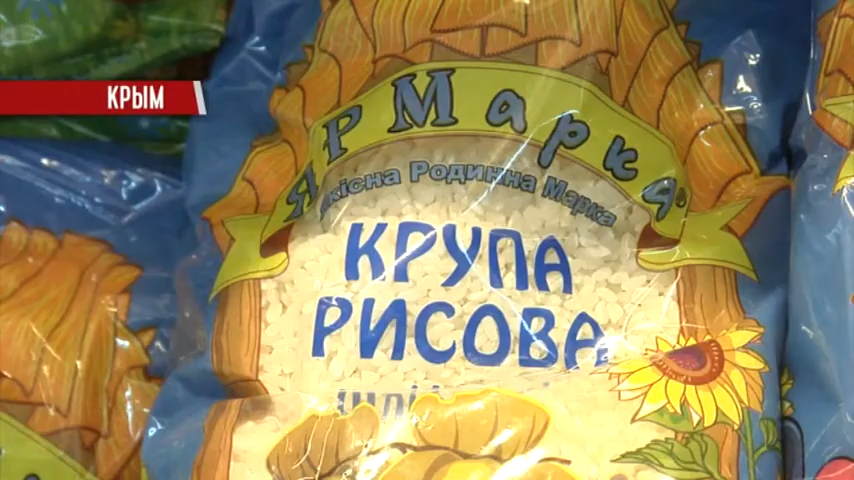 КРЫМ
ЯРМарка
Якісна Родинна Марка
КРУПА
РИСОВА